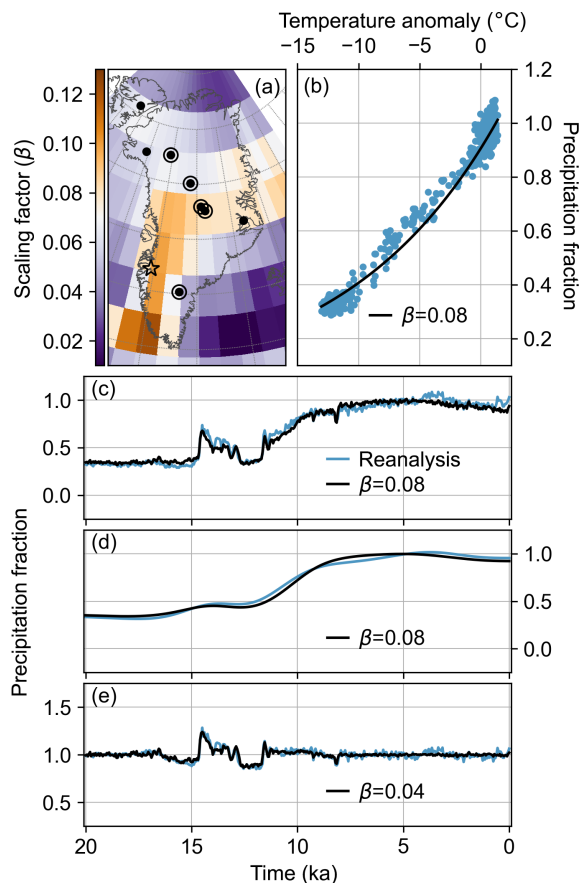 Temperature anomaly (°C)
−15 −10 −5 0
(a)
(b)
0.12
0.10
0.08
0.06
0.04
0.02
Scaling factor (β)
1.2
1.0
0.8
0.6
0.4
0.2
Precipitation fraction
β=0.08
(c)
1.0
0.5
0.0
Reanalysis
β=0.08
Precipitation fraction
(d)
1.0
0.5
0.0
β=0.08
(e)
1.5
1.0
0.5
β=0.04
20 15 10 5 0
Time (ka)